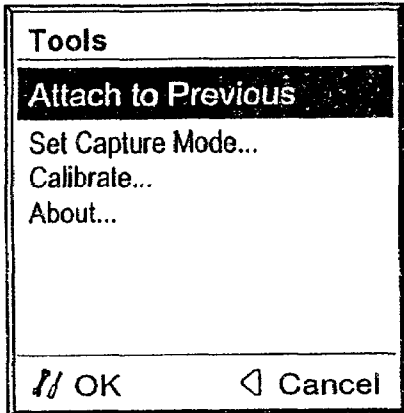 Tools
Attach to Previous
Set Capture Mode...
Calibrate...
About...
OK Cancel